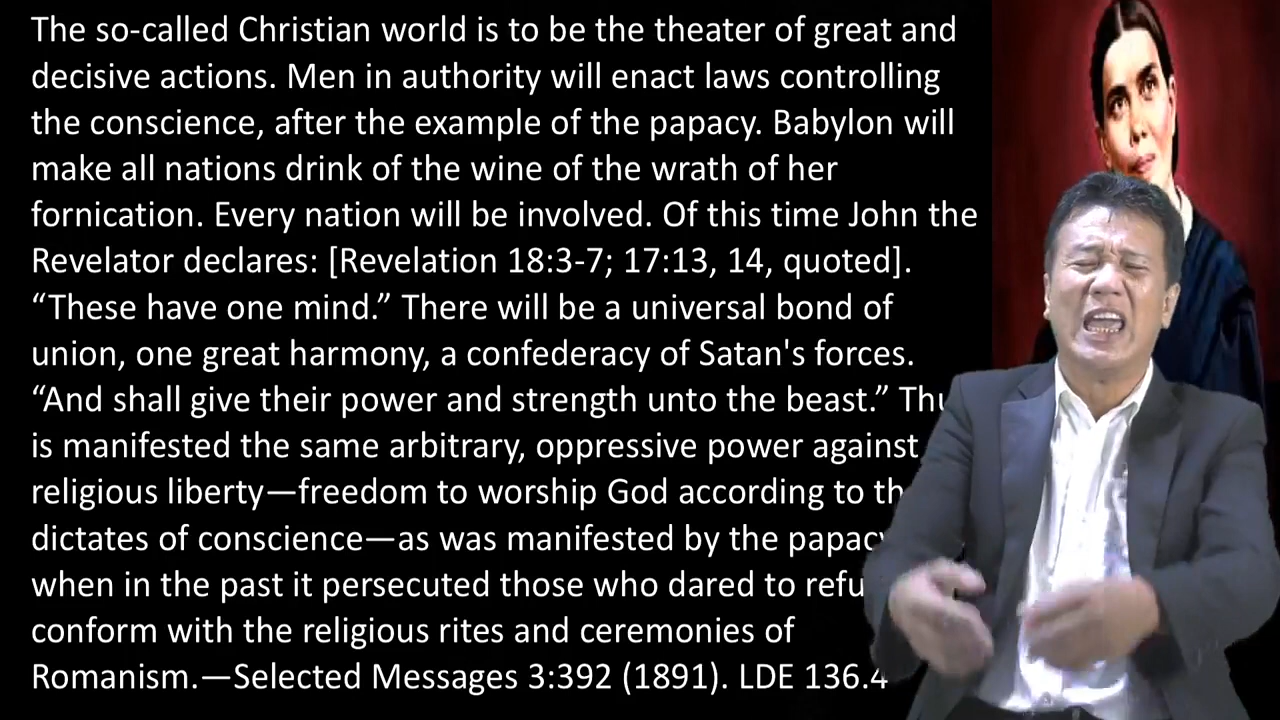 The so-called Christian world is to be the theater of great and
decisive actions. Men in authority will enact laws controlling
the conscience, after the example of the papacy. Babylon will
make all nations drink of the wine of the wrath of her
fornication. Every nation will be involved. Of this time John the
Revelator declares: [Revelation 18:3-7; 17:13, 14, quoted].
“These have one mind.” There will be a universal bond of
union, one great harmony, a confederacy of Satan's forces.
“And shall give their power and strength unto the beast.”
is manifested the same arbitrary, oppressive power against
religious liberty—freedom to worship God according to
dictates of conscience—as was manifested by the papacy
when in the past it persecuted those who dared to
conform with the religious rites and ceremonies of
Romanism.—Selected Messages 3:392 (1891). LDE 136.4